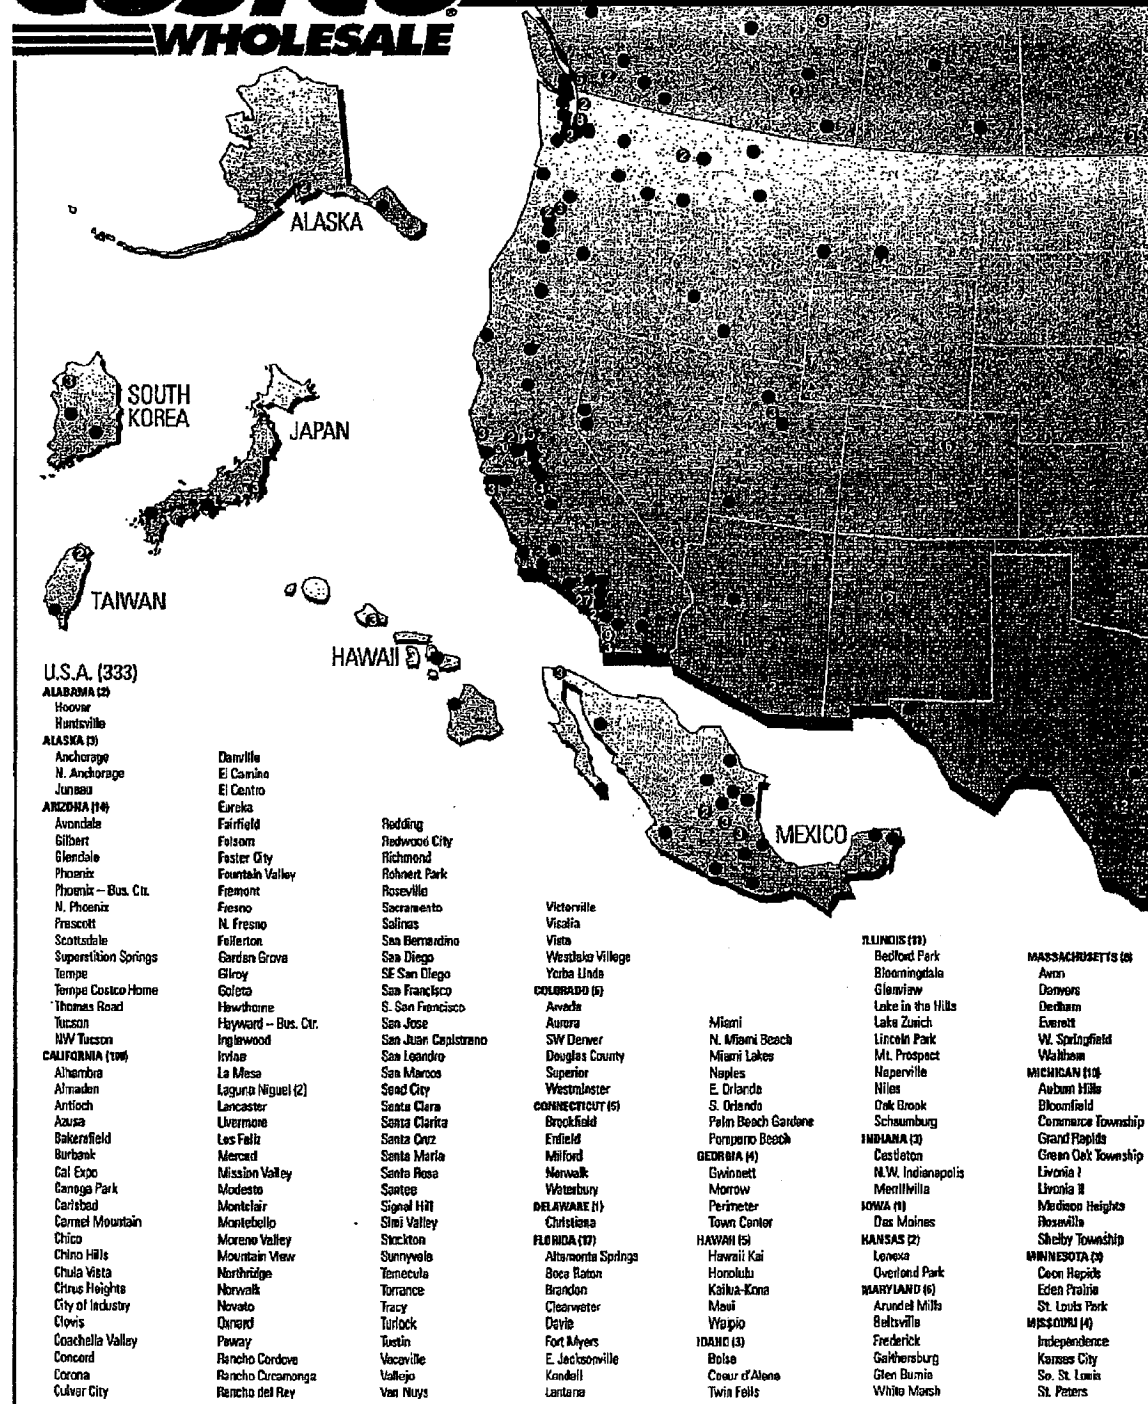 COSTCO
WHOLESALE
ALASKA
SOUTH
KOREA
JAPAN
TAIWAN
HAWAII
MEXICO
U.S.A. (333)
ALABAMA (2)
Hoover
Huntsville
ALASKA (3)
Anchorage
N. Anchorage
Juneau
ARIZONA (14)
Avondale
Gilbert
Glendale
Phoenix
Phoenix – Bus. Ctr.
N. Phoenix
Prescott
Scottsdale
Superstition Springs
Tempe
Tempe Costco Home
Thomas Road
Tucson
NW Tucson
CALIFORNIA
Alhambra
Almaden
Antioch
Azusa
Bakersfield
Burbank
Cal Expo
Canoga Park
Carlsbad
Carmel Mountain
Chico
Chino Hills
Chula Vista
Citrus Heights
City of Industry
Clovis
Coachella Valley
Concord
Corona
Culver City
Danville
El Camino
El Centro
Eureka
Fairfield
Folsom
Foster City
Fountain Valley
Fremont
Fresno
N. Fresno
Fullerton
Garden Grove
Gilroy
Goleta
Hawthorne
Hayward – Bus. Ctr.
Inglewood
Irvine
La Mesa
Laguna Niguel (2)
Lancaster
Livermore
Los Feliz
Merced
Mission Valley
Modesto
Montclair
Montebello
Moreno Valley
Mountain View
Northridge
Norwalk
Novato
Oxnard
Poway
Rancho Cordova
Rancho Cucamonga
Rancho del Rey
Redding
Redwood City
Richmond
Rohnert Park
Roseville
Sacramento
Salinas
San Bernardino
San Diego
SE San Diego
San Francisco
S. San Francisco
San Jose
San Juan Capistrano
San Leandro
San Marcos
Sand City
Santa Clara
Santa Clarita
Santa Cruz
Santa Maria
Santa Rosa
Santee
Signal Hill
Simi Valley
Stockton
Sunnyvale
Temecula
Torrance
Tracy
Turlock
Tustin
Vacaville
Vallejo
Van Nuys
Victorville
Visalia
Vista
Westlake Village
Yorba Linda
COLORADO (6)
Arvada
Aurora
SW Denver
Douglas County
Superior
Westminster
CONNECTICUT (5)
Brookfield
Enfield
Milford
Norwalk
Waterbury
DELAWARE (1)
Christiana
FLORIDA (17)
Altamonte Springs
Boca Raton
Brandon
Clearwater
Davie
Fort Myers
E. Jacksonville
Kendall
Lantana
Miami
N. Miami Beach
Miami Lakes
Naples
E. Orlando
S. Orlando
Palm Beach Gardens
Pompano Beach
GEORGIA (4)
Gwinnett
Morrow
Perimeter
Town Center
HAWAII (5)
Hawaii Kai
Honolulu
Kailua-Kona
Maui
Waipio
IDAHO (3)
Boise
Coeur d'Alene
Twin Falls
ILLINOIS (11)
Bedford Park
Bloomingdale
Glenview
Lake in the Hills
Lake Zurich
Lincoln Park
Mt. Prospect
Naperville
Niles
Oak Brook
Schaumburg
INDIANA (3)
Castleton
N.W. Indianapolis
Merrillville
IOWA (1)
Des Moines
KANSAS (2)
Lenexa
Overland Park
MARYLAND (6)
Arundel Mills
Beltsville
Frederick
Gaithersburg
Glen Burnie
White Marsh
MASSACHUSETTS (6)
Avon
Danvers
Dedham
Everett
W. Springfield
Waltham
MICHIGAN (10)
Auburn Hills
Bloomfield
Commerce Township
Grand Rapids
Green Oak Township
Livonia I
Livonia II
Madison Heights
Roseville
Shelby Township
MINNESOTA (3)
Coon Rapids
Eden Prairie
St. Louis Park
MISSOURI (4)
Independence
Kansas City
So. St. Louis
St. Peters